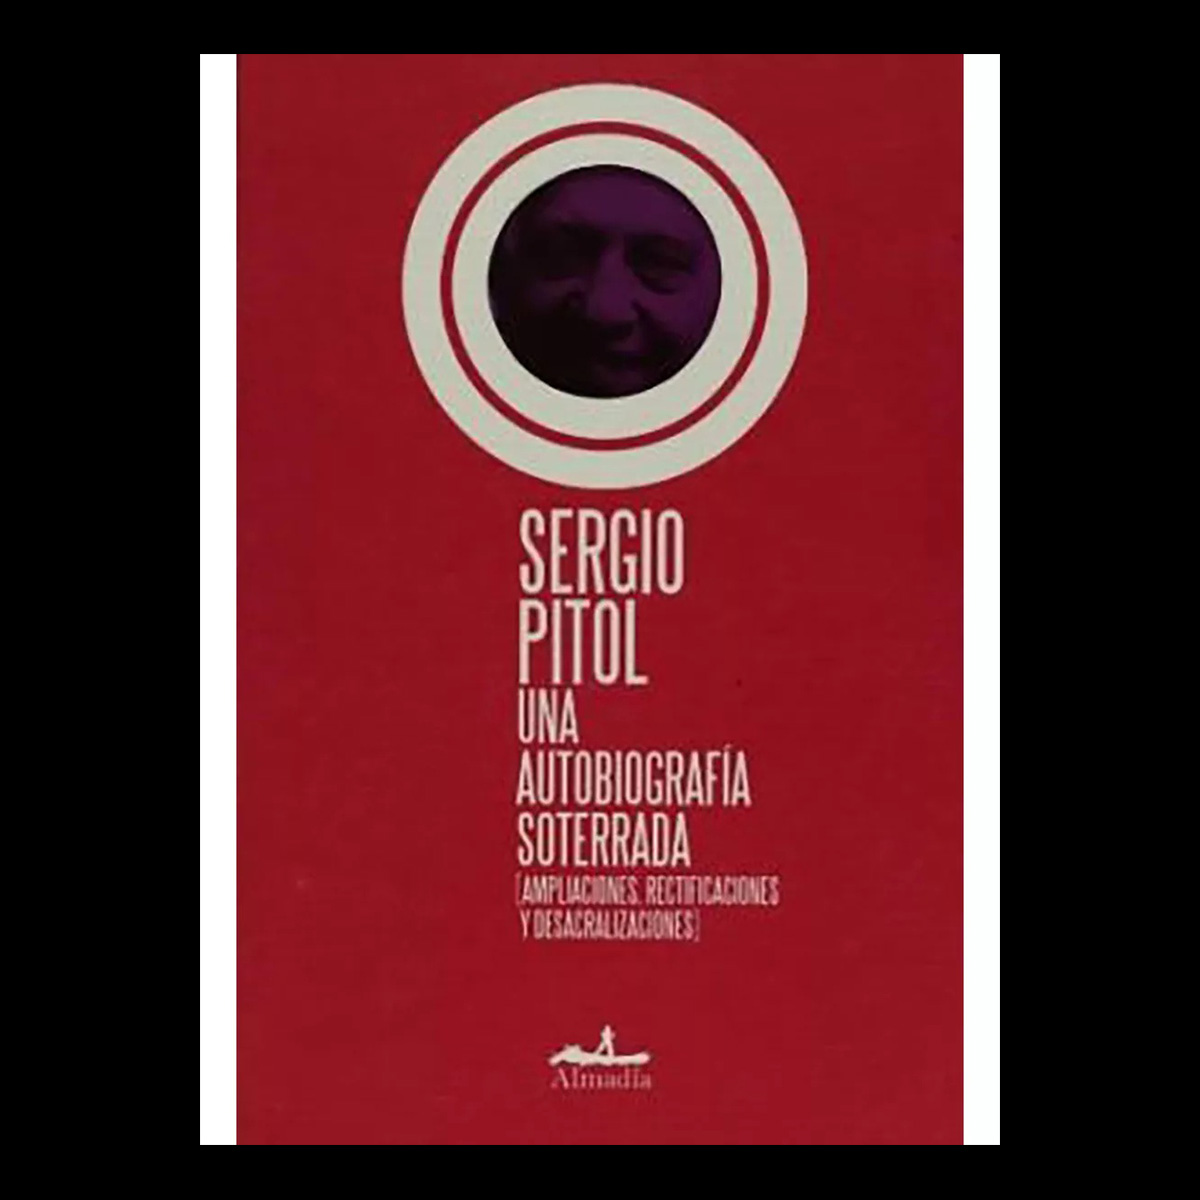 SERGIO
PITOL
UNA
AUTOBIOGRAFÍA
SOTERRADA
[AMPLIACIONES, RECTIFICACIONES
Y DESACRALIZACIONES]
Almadía